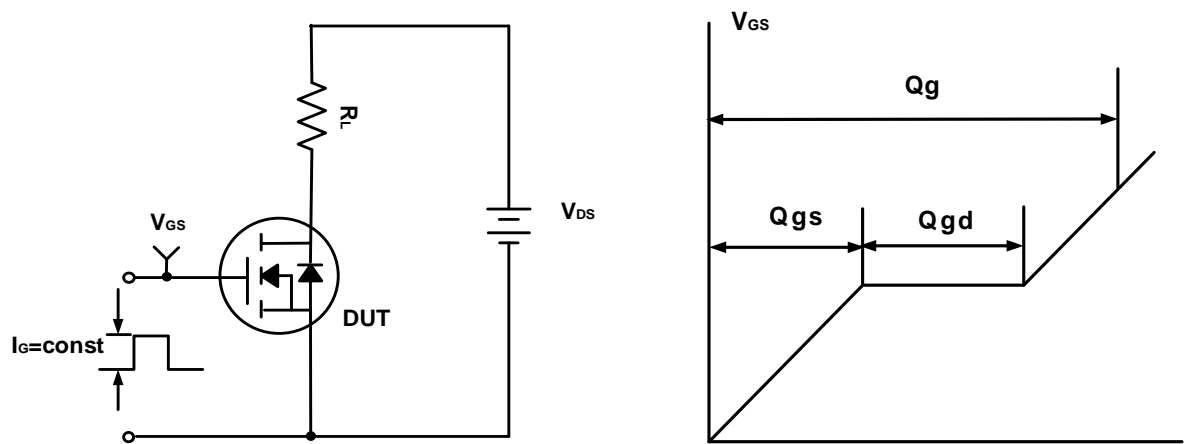 RL
VGS
VDS
DUT
IG=const
VGS
Qg
Qgs
Qgd